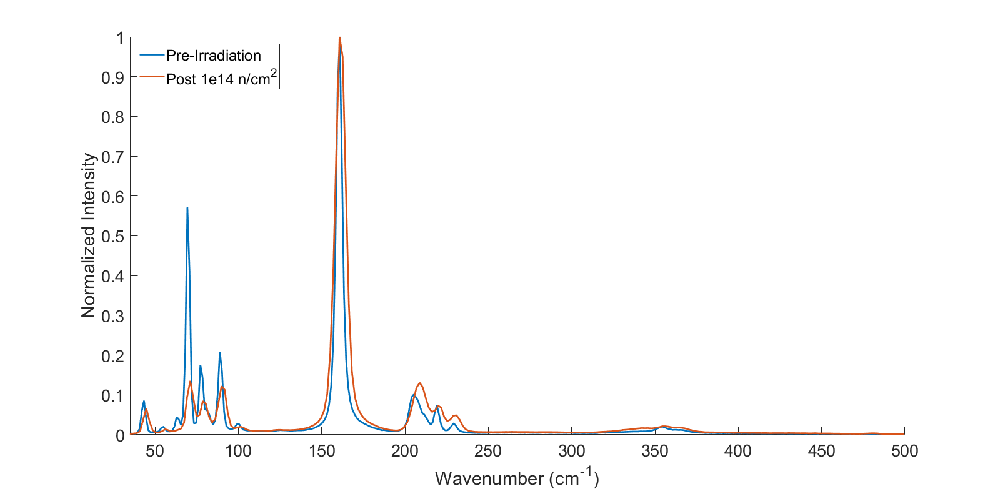 1
0.9
0.8
0.7
0.6
0.5
0.4
0.3
0.2
0.1
0
Normalized Intensity
Pre-Irradiation
Post 1e14 n/cm²
50 100 150 200 250 300 350 400 450 500
Wavenumber (cm⁻¹)